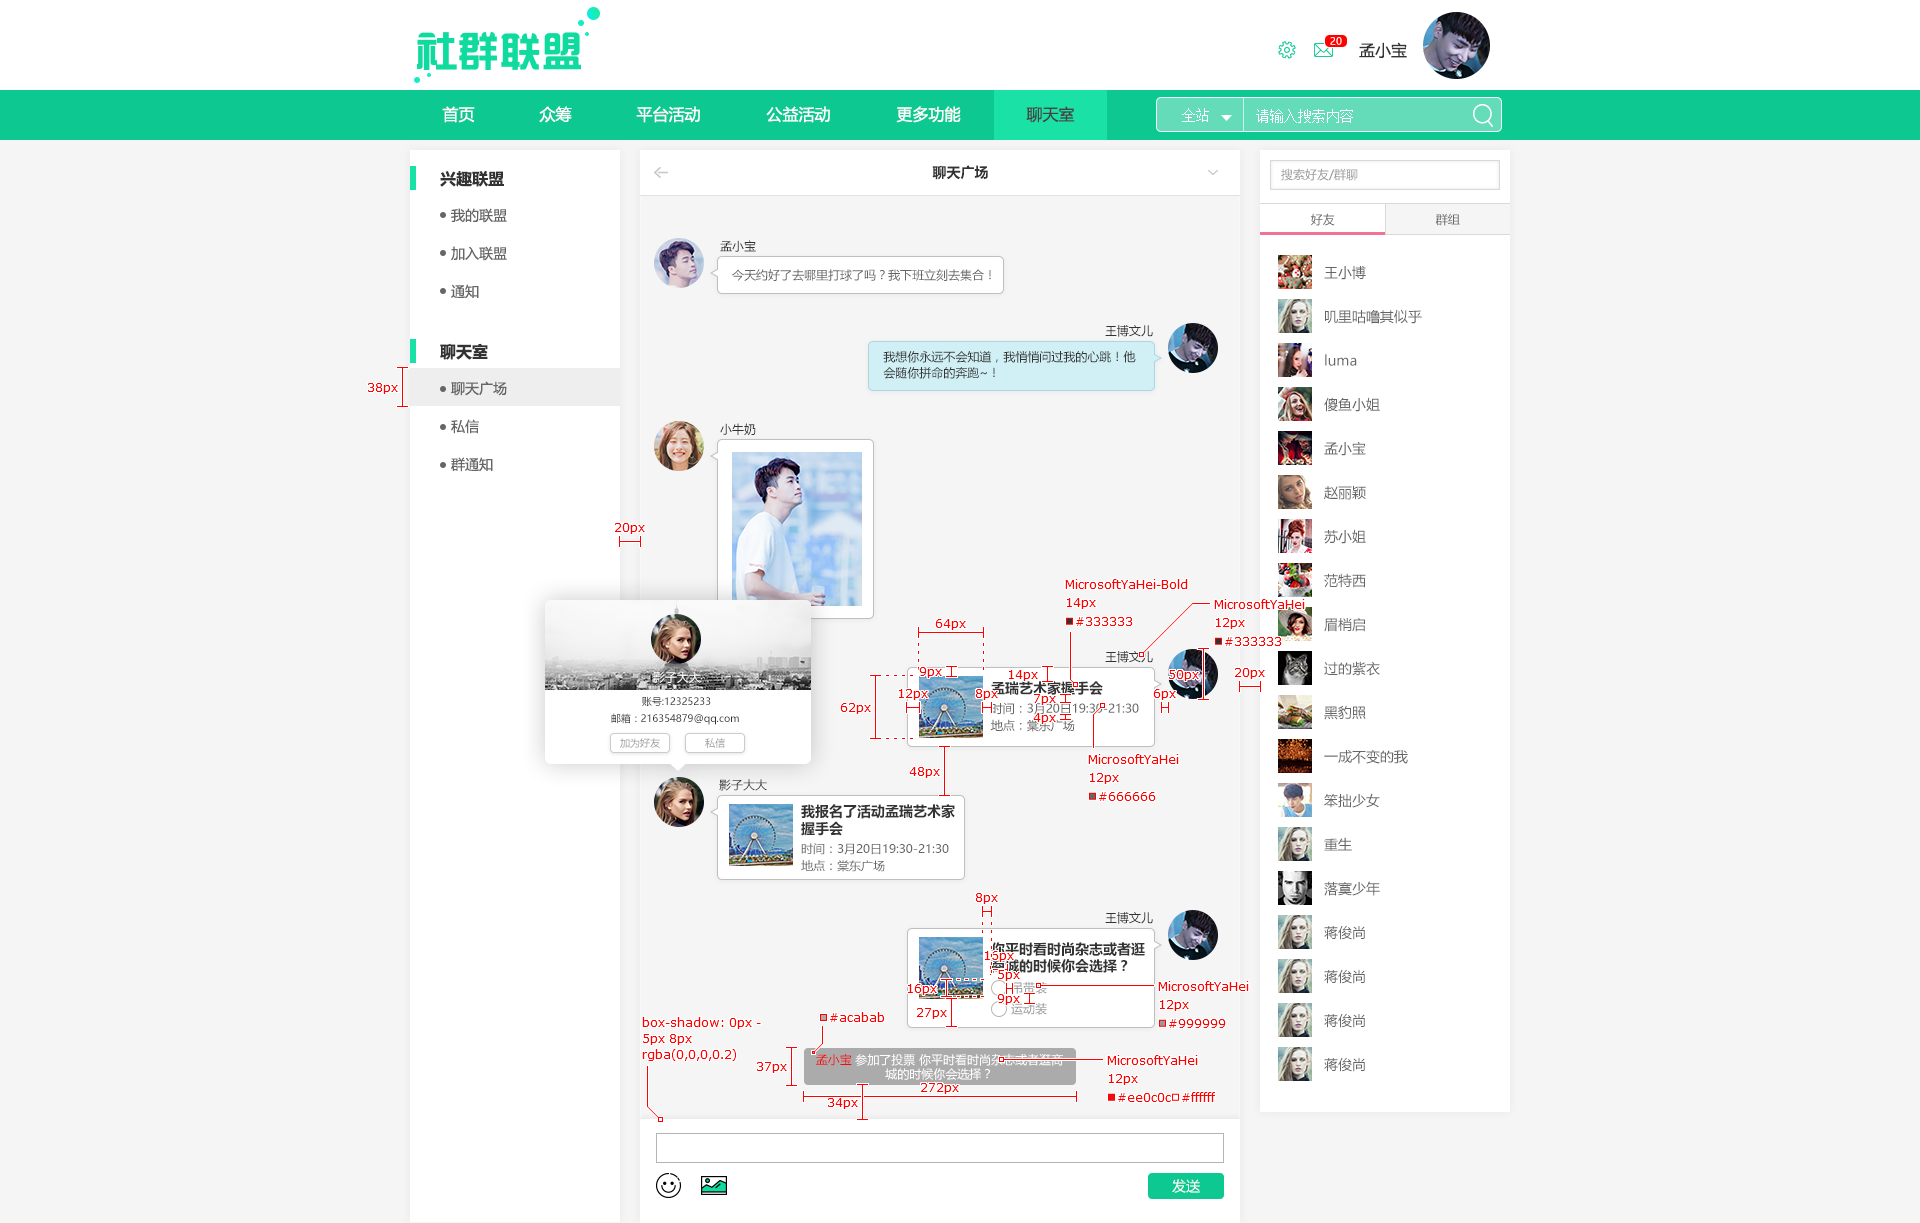 社群联盟
20
孟小宝
首页
众筹
平台活动
公益活动
更多功能
聊天室
全站
请输入搜索内容
兴趣联盟
我的联盟
加入联盟
通知
聊天室
38px
聊天广场
私信
群通知
20px
聊天广场
孟小宝
今天约好了去哪里打球了吗？我下班立刻去集合！
王博文儿
我想你永远不会知道，我悄悄问过我的心跳！他
会随你拼命的奔跑~！
小牛奶
MicrosoftYaHei-Bold
14px
#333333
MicrosoftYaHei
12px
#333333
64px
王博文儿
9px
14px
50px
20px
12px
8px
孟瑞艺术家握手会
7px
6px
62px
时间：3月20日19:30-21:30
4px
地点：棠东广场
影子大大
账号:12325233
邮箱：216354879@qq.com
加为好友
私信
48px
MicrosoftYaHei
12px
#666666
影子大大
我报名了活动孟瑞艺术家
握手会
时间：3月20日19:30-21:30
地点：棠东广场
8px
王博文儿
你平时看时尚杂志或者逛
15px
诚的时候你会选择？
5px
16px
吊带装
9px
27px
运动装
MicrosoftYaHei
12px
#999999
box-shadow: 0px -
5px 8px
rgba(0,0,0,0.2)
#acabab
37px
孟小宝 参加了投票 你平时看时尚杂志或者逛商
城的时候你会选择？
MicrosoftYaHei
12px
#ee0c0c
#ffffff
272px
34px
发送
搜索好友/群聊
好友
群组
王小博
叽里咕噜其似乎
luma
傻鱼小姐
孟小宝
赵丽颖
苏小姐
范特西
眉梢启
过的紫衣
黑豹照
一成不变的我
笨拙少女
重生
落寞少年
蒋俊尚
蒋俊尚
蒋俊尚
蒋俊尚